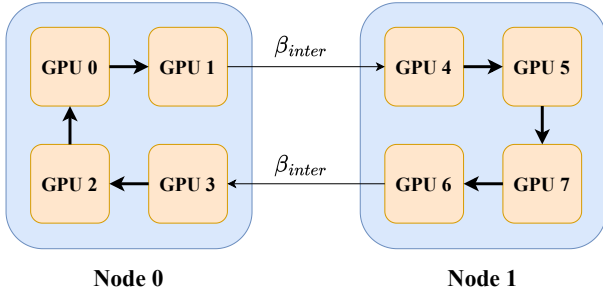 GPU 0 GPU 1 β_inter GPU 4 GPU 5
GPU 2 GPU 3 β_inter GPU 6 GPU 7
Node 0 Node 1